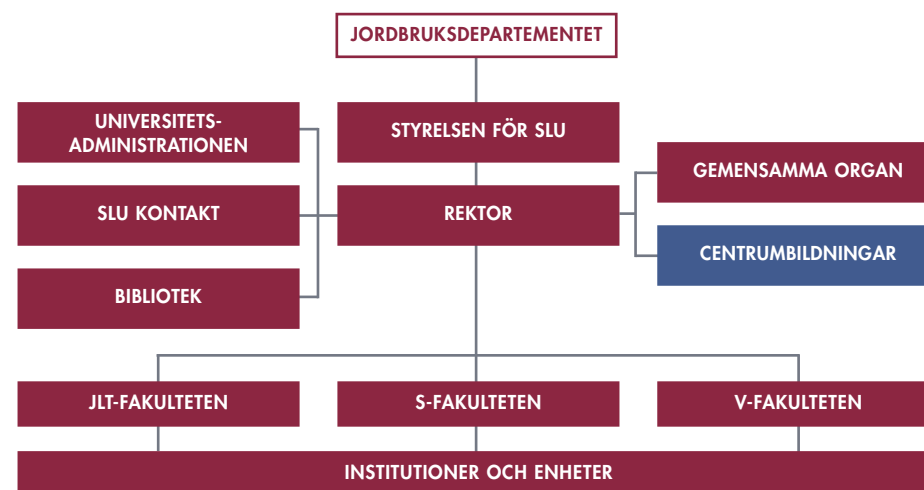 JORDBRUKSDEPARTEMENTET
UNIVERSITETS-
ADMINISTRATIONEN
STYRELSEN FÖR SLU
GEMENSAMMA ORGAN
SLU KONTAKT
REKTOR
CENTRUMBILDNINGAR
BIBLIOTEK
JLT-FAKULTETEN
S-FAKULTETEN
V-FAKULTETEN
INSTITUTIONER OCH ENHETER